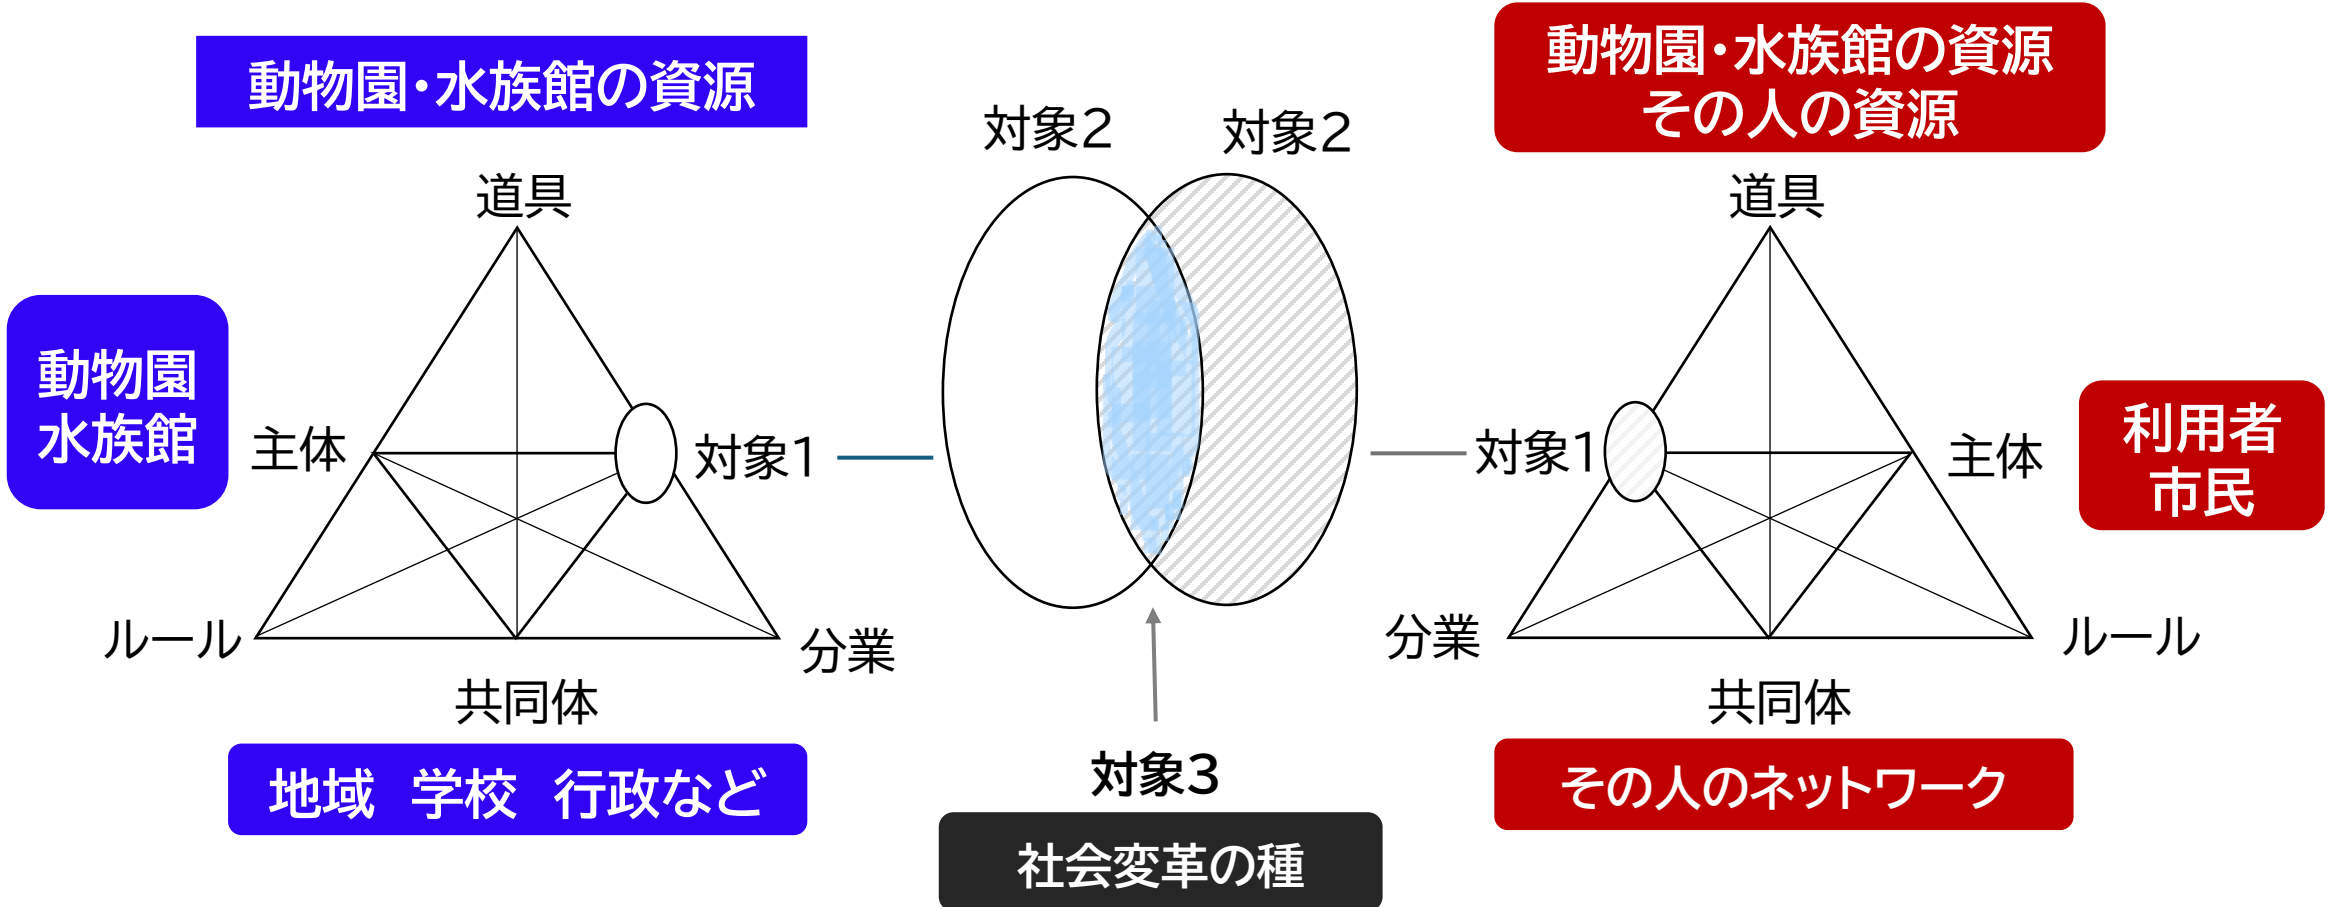 動物園・水族館の資源
動物園・水族館の資源
その人の資源
対象2
対象2
道具
道具
動物園
水族館
主体
対象1
対象1
主体
利用者
市民
ルール
分業
分業
ルール
共同体
共同体
対象3
地域　学校　行政など
その人のネットワーク
社会変革の種